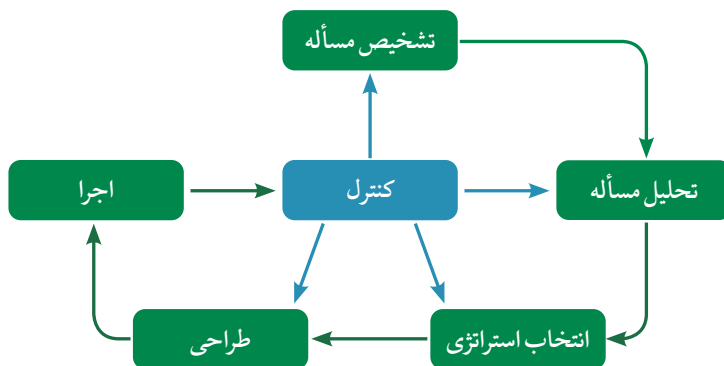 تشخیص مسأله
اجرا
کنترل
تحلیل مسأله
طراحی
انتخاب استراتژی